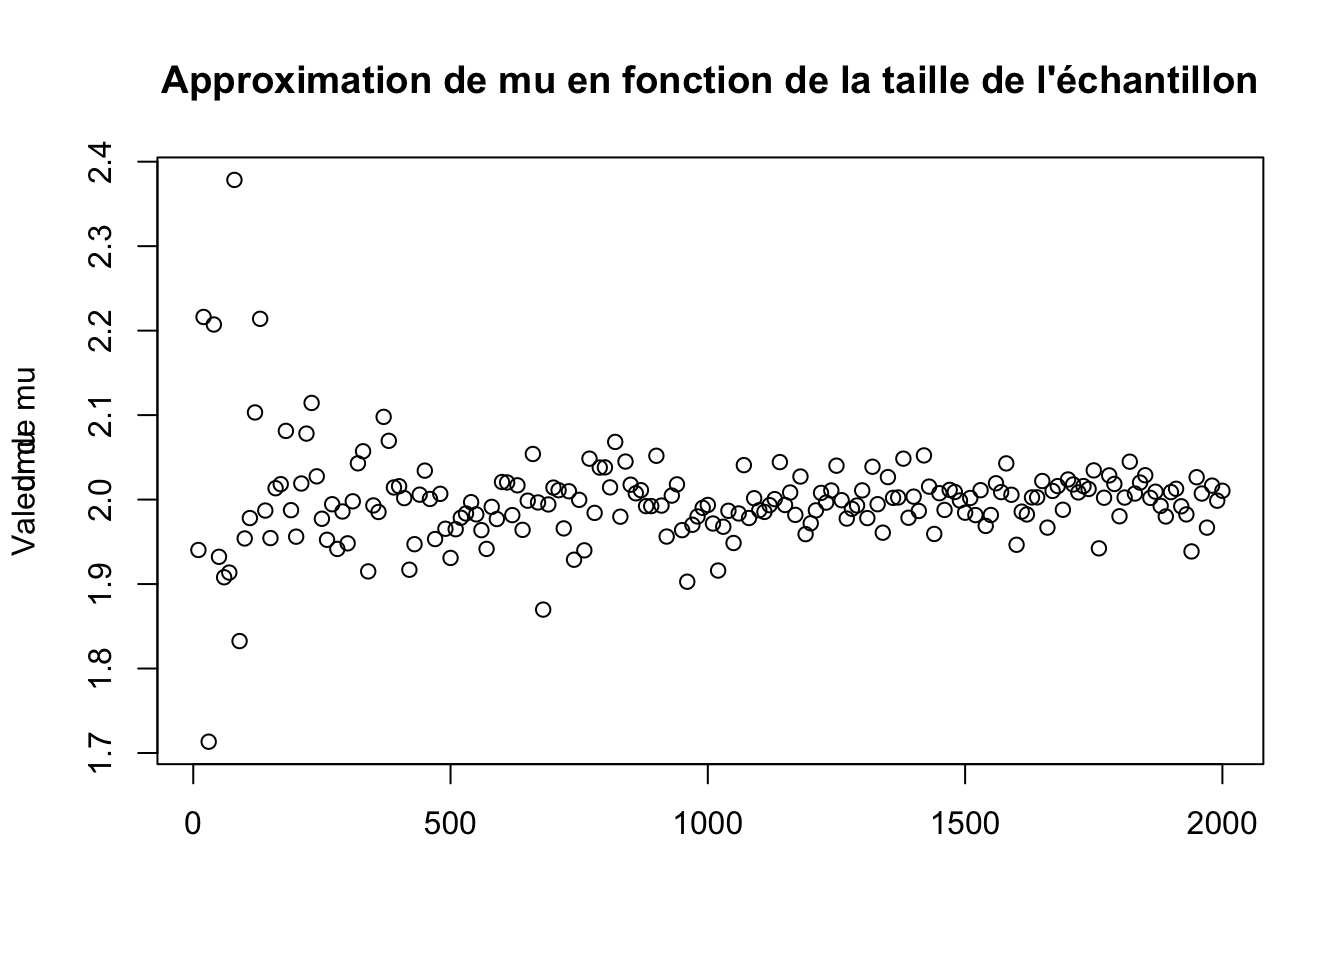 Approximation de mu en fonction de la taille de l'échantillon
2.4
2.3
2.2
2.1
2.0
1.9
1.8
1.7
mu
0 500 1000 1500 2000